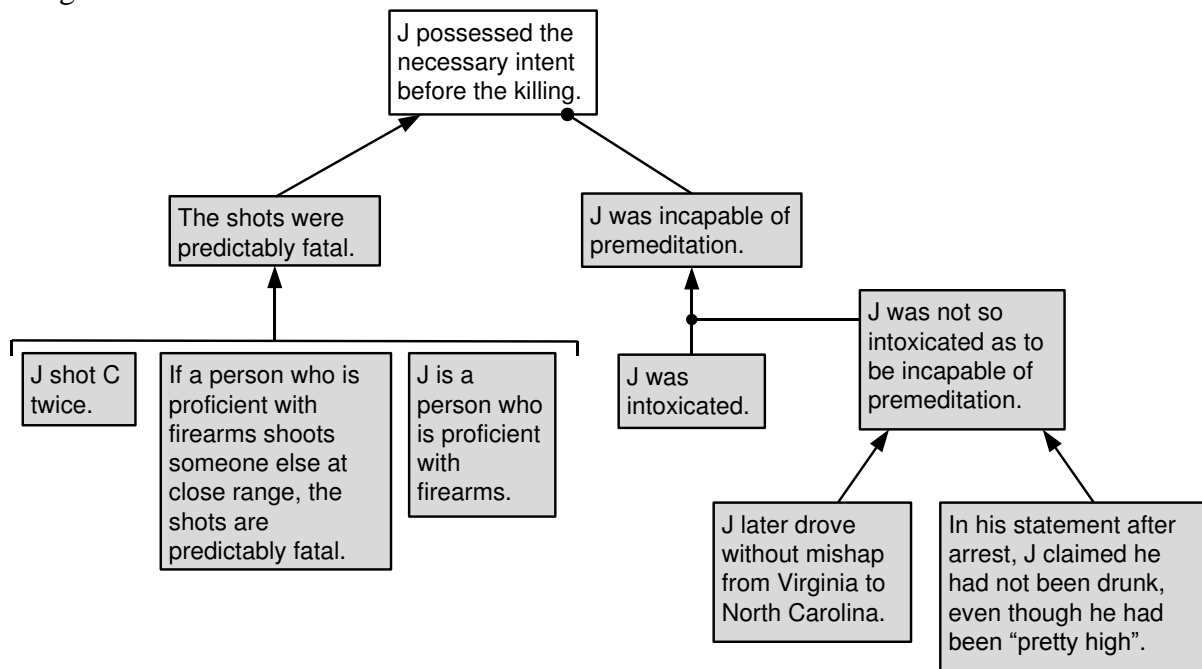 J possessed the
necessary intent
before the killing.
The shots were
predictably fatal.
J was incapable of
premeditation.
J was not so
intoxicated as to
be incapable of
premeditation.
J shot C
twice.
If a person who is
proficient with
firearms shoots
someone else at
close range, the
shots are
predictably fatal.
J is a
person who
is proficient
with
firearms.
J was
intoxicated.
J later drove
without mishap
from Virginia to
North Carolina.
In his statement after
arrest, J claimed he
had not been drunk,
even though he had
been “pretty high”.